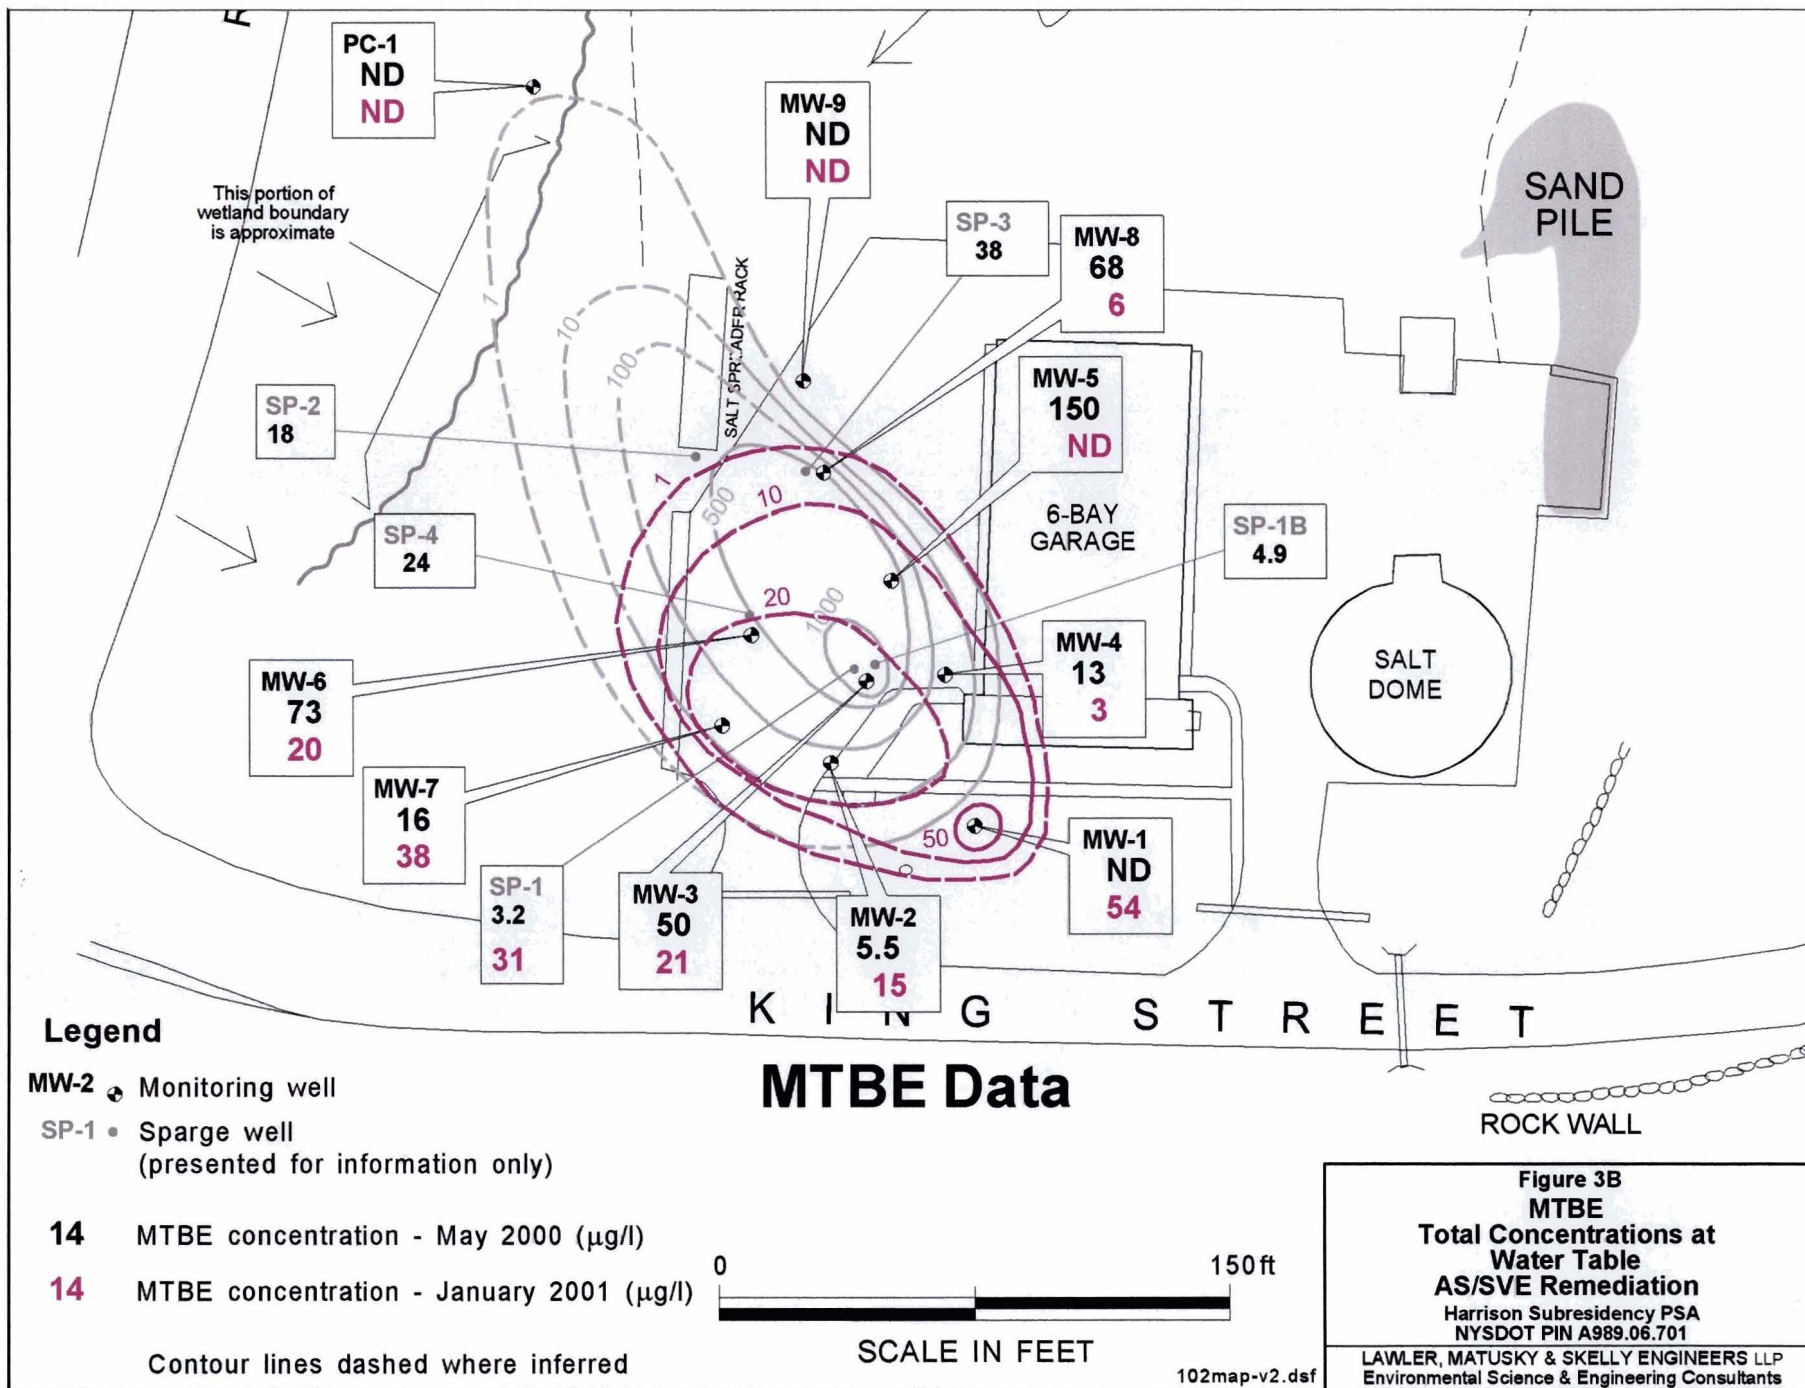 R
PC-1
ND
ND
MW-9
ND
ND
This portion of
wetland boundary
is approximate
SAND
PILE
SP-3
38
MW-8
68
6
SALT SPREADER RACK
1
10
100
MW-5
150
ND
SP-2
18
1
10
500
6-BAY
GARAGE
SP-1B
4.9
SP-4
24
20
1000
MW-4
13
3
SALT
DOME
MW-6
73
20
MW-7
16
38
50
MW-1
ND
54
SP-1
3.2
31
MW-3
50
21
MW-2
5.5
15
KING STREET
Legend
MW-2 Monitoring well
SP-1 Sparge well
(presented for information only)
14 MTBE concentration - May 2000 (µg/l)
14 MTBE concentration - January 2001 (µg/l)
Contour lines dashed where inferred
MTBE Data
0 150 ft
SCALE IN FEET
102map-v2.dsf
ROCK WALL
Figure 3B
MTBE
Total Concentrations at
Water Table
AS/SVE Remediation
Harrison Subresidency PSA
NYSDOT PIN A989.06.701
LAWLER, MATUSKY & SKELLY ENGINEERS LLP
Environmental Science & Engineering Consultants